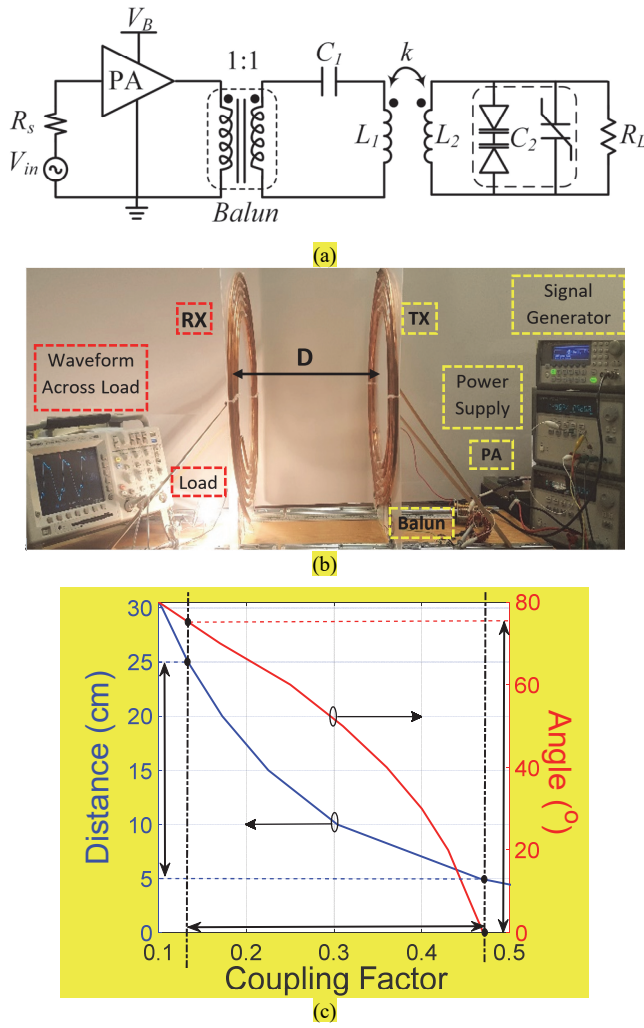 V_B
PA
1:1
C_1
k
R_s
V_in
L_1
L_2
C_2
R_L
Balun
(a)
RX
TX
Signal
Generator
D
Waveform
Across Load
Power
Supply
PA
Load
Balun
(b)
30
25
20
15
10
5
0
Distance (cm)
80
60
40
20
0
Angle (°)
0.1
0.2
0.3
0.4
0.5
Coupling Factor
(c)